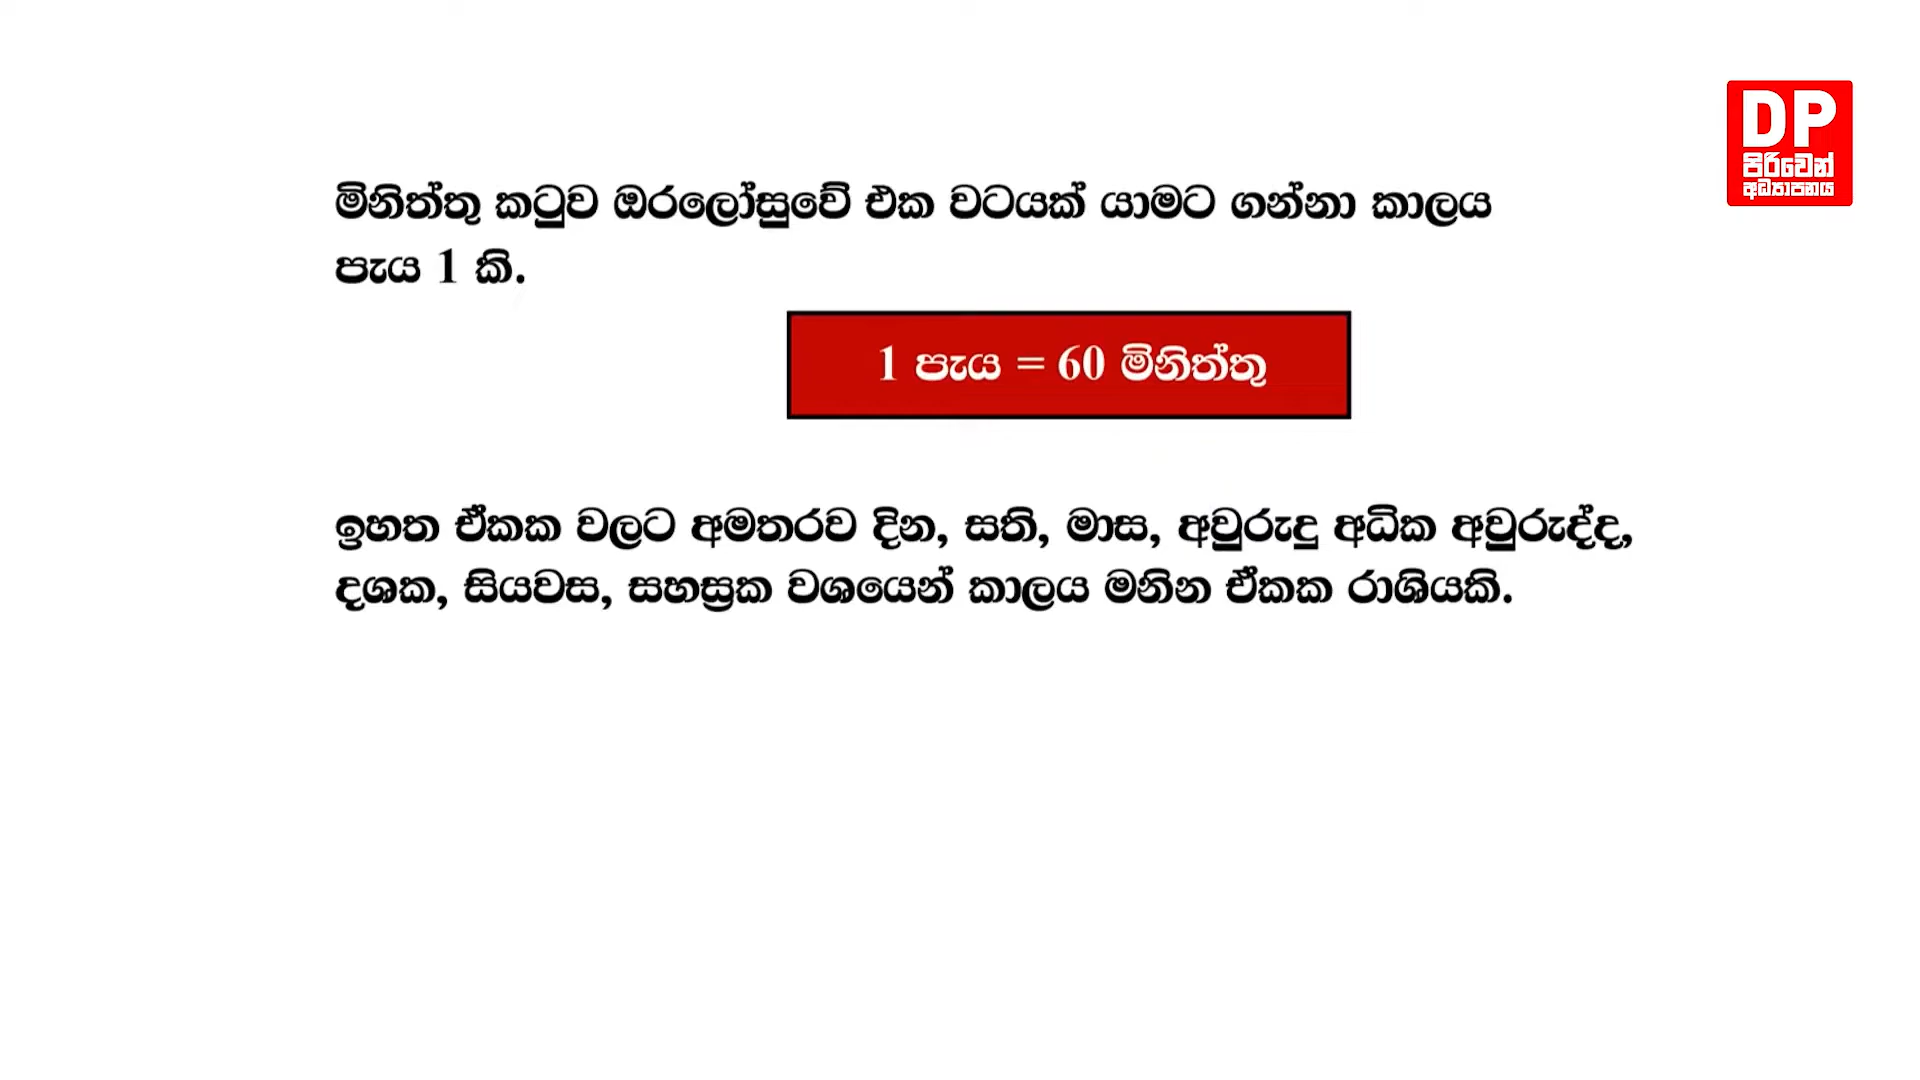 DP
පිරිවෙන්
අධ්‍යාපනය
මිනිත්තු කටුව ඔරලෝසුවේ එක වටයක් යාමට ගන්නා කාලය
පැය 1 කි.
1 පැය = 60 මිනිත්තු
ඉහත ඒකක වලට අමතරව දින, සති, මාස, අවුරුදු අධික අවුරුද්ද,
දශක, සියවස, සහස්‍රක වශයෙන් කාලය මනින ඒකක රාශියකි.